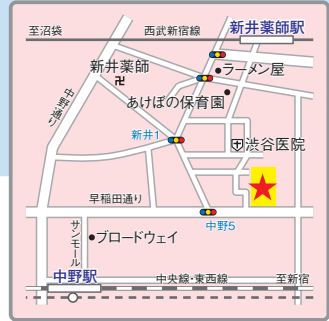 至沼袋
西武新宿線
新井薬師駅
新井薬師
卍
ラーメン屋
あけぼの保育園
中野通り
新井1
渋谷医院
早稲田通り
中野5
サンモール
ブロードウェイ
中野駅
中央線・東西線
至新宿